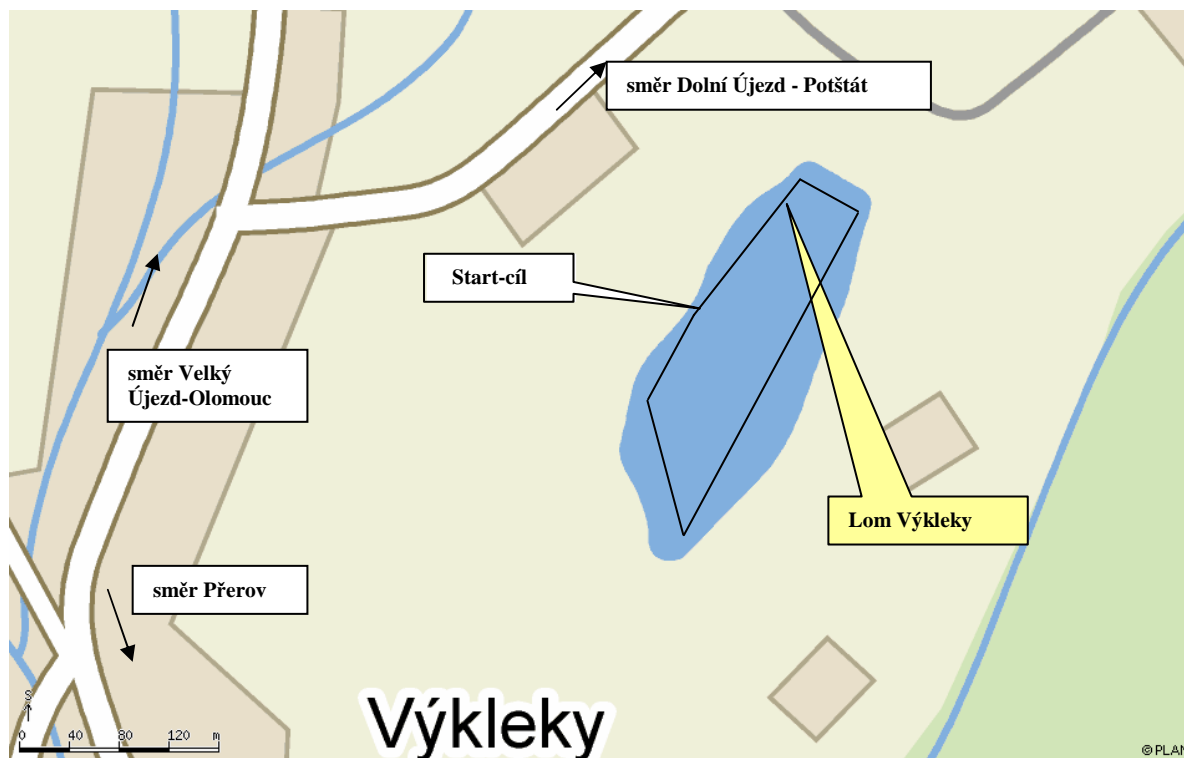 směr Dolní Újezd - Potštát
Start-cíl
směr Velký
Újezd-Olomouc
Lom Výkleky
směr Přerov
Výkleky
S
0 40 80 120 m
© PLAN